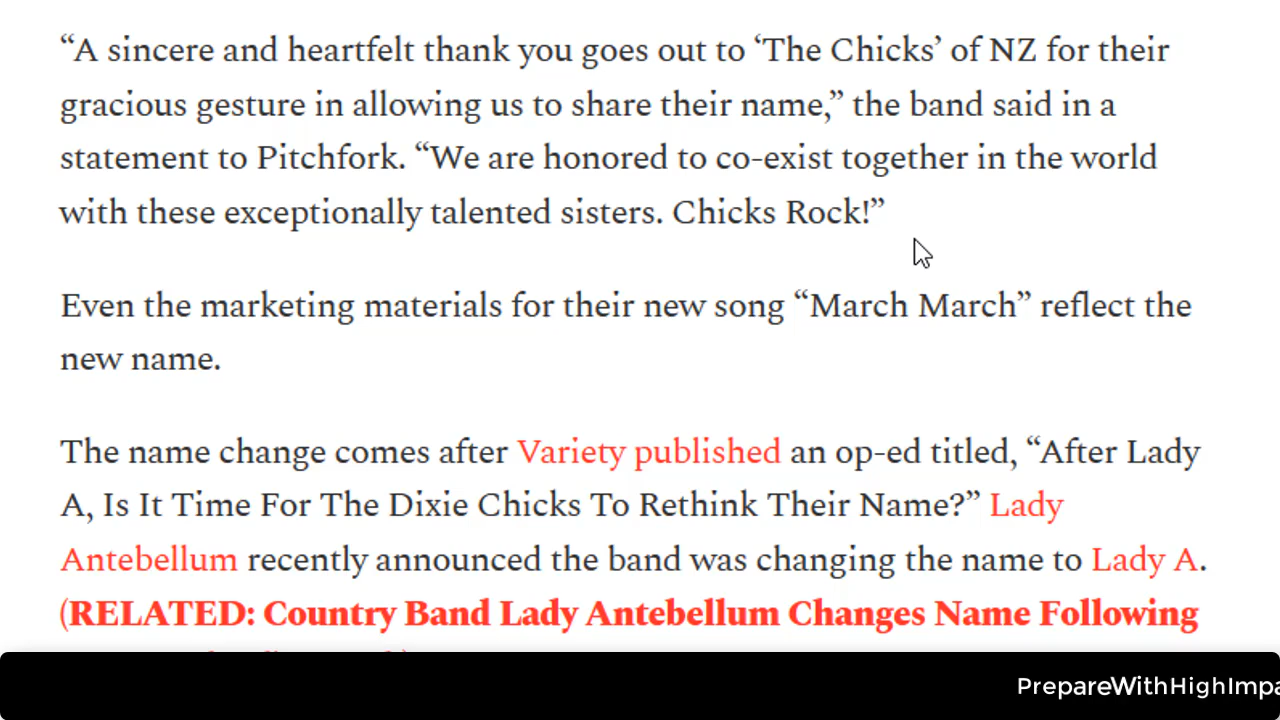 “A sincere and heartfelt thank you goes out to ‘The Chicks’ of NZ for their
gracious gesture in allowing us to share their name,” the band said in a
statement to Pitchfork. “We are honored to co-exist together in the world
with these exceptionally talented sisters. Chicks Rock!”
Even the marketing materials for their new song “March March” reflect the
new name.
The name change comes after Variety published an op-ed titled, “After Lady
A, Is It Time For The Dixie Chicks To Rethink Their Name?” Lady
Antebellum recently announced the band was changing the name to Lady A.
(RELATED: Country Band Lady Antebellum Changes Name Following
PrepareWithHighImpa